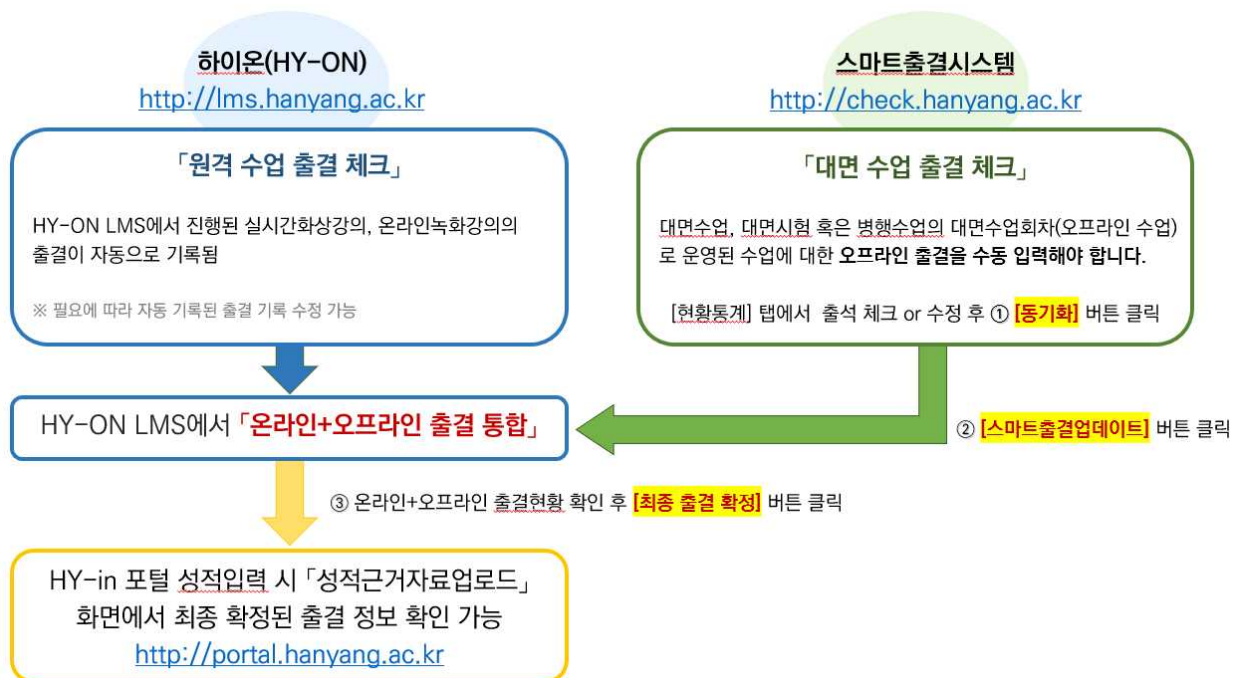 하이온(HY-ON)
http://lms.hanyang.ac.kr
「원격 수업 출결 체크」
HY-ON LMS에서 진행된 실시간화상강의, 온라인녹화강의의
출결이 자동으로 기록됨
※ 필요에 따라 자동 기록된 출결 기록 수정 가능
스마트출결시스템
http://check.hanyang.ac.kr
「대면 수업 출결 체크」
대면수업, 대면시험 혹은 병행수업의 대면수업회차(오프라인 수업)
로 운영된 수업에 대한 오프라인 출결을 수동 입력해야 합니다.
[현황통계] 탭에서 출석 체크 or 수정 후 ① [동기화] 버튼 클릭
HY-ON LMS에서 「온라인+오프라인 출결 통합」
② [스마트출결업데이트] 버튼 클릭
③ 온라인+오프라인 출결현황 확인 후 [최종 출결 확정] 버튼 클릭
HY-in 포털 성적입력 시 「성적근거자료업로드」
화면에서 최종 확정된 출결 정보 확인 가능
http://portal.hanyang.ac.kr